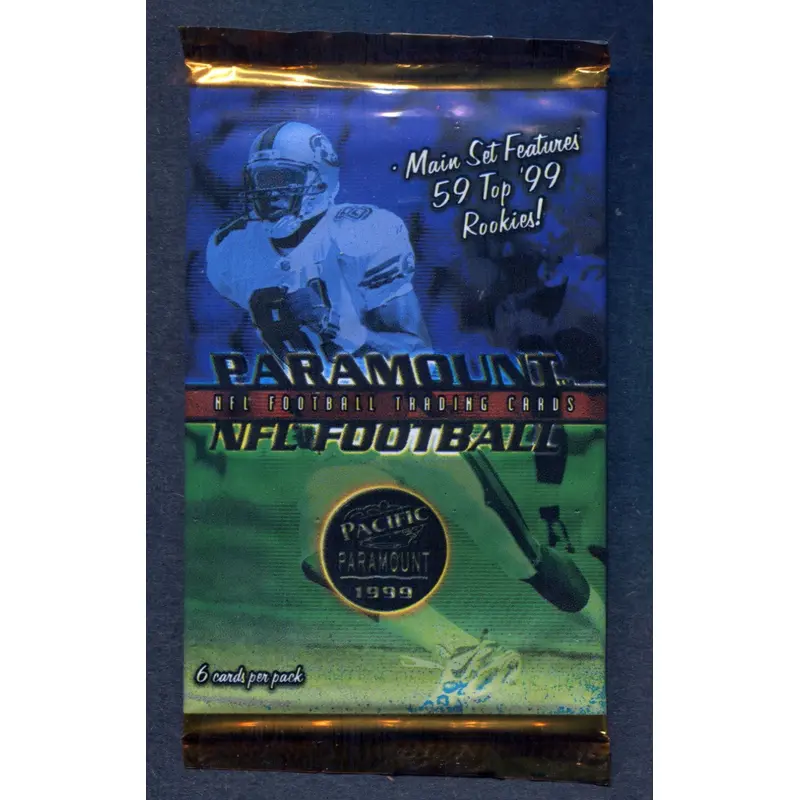 · Main Set Features
59 Top '99
Rookies!
PARAMOUNT
NFL FOOTBALL TRADING CARDS
NFL FOOTBALL
PACIFIC
PARAMOUNT
1999
6 cards per pack